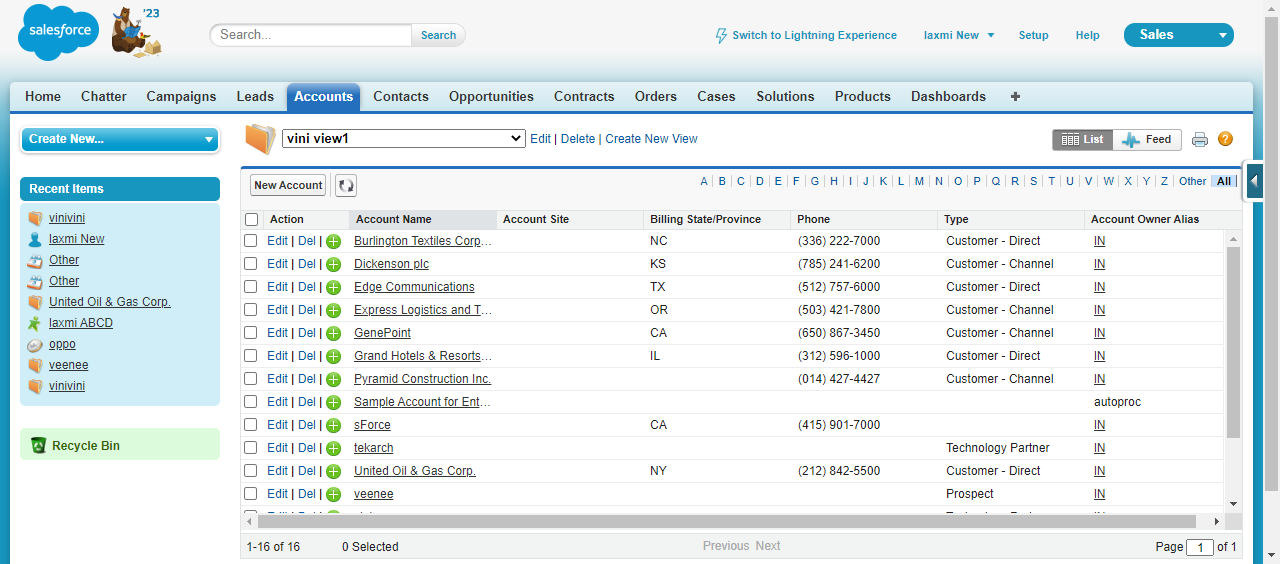 salesforce
'23
Search...
Search
Switch to Lightning Experience
laxmi New
Setup
Help
Sales
Home Chatter Campaigns Leads Accounts Contacts Opportunities Contracts Orders Cases Solutions Products Dashboards +
Create New...
vini view1
Edit | Delete | Create New View
List
Feed
?
Recent Items
vinivini
laxmi New
Other
Other
United Oil & Gas Corp.
laxmi ABCD
oppo
veenee
vinivini
Recycle Bin
New Account
A | B | C | D | E | F | G | H | I | J | K | L | M | N | O | P | Q | R | S | T | U | V | W | X | Y | Z | Other | All
Action Account Name Account Site Billing State/Province Phone Type Account Owner Alias
Edit | Del | Burlington Textiles Corp... NC (336) 222-7000 Customer - Direct IN
Edit | Del | Dickenson plc KS (785) 241-6200 Customer - Channel IN
Edit | Del | Edge Communications TX (512) 757-6000 Customer - Direct IN
Edit | Del | Express Logistics and T... OR (503) 421-7800 Customer - Channel IN
Edit | Del | GenePoint CA (650) 867-3450 Customer - Channel IN
Edit | Del | Grand Hotels & Resorts... IL (312) 596-1000 Customer - Direct IN
Edit | Del | Pyramid Construction Inc. (014) 427-4427 Customer - Channel IN
Edit | Del | Sample Account for Ent... autoproc
Edit | Del | sForce CA (415) 901-7000 IN
Edit | Del | tekarch Technology Partner IN
Edit | Del | United Oil & Gas Corp. NY (212) 842-5500 Customer - Direct IN
Edit | Del | veenee Prospect IN
1-16 of 16
0 Selected
Previous Next
Page 1 of 1